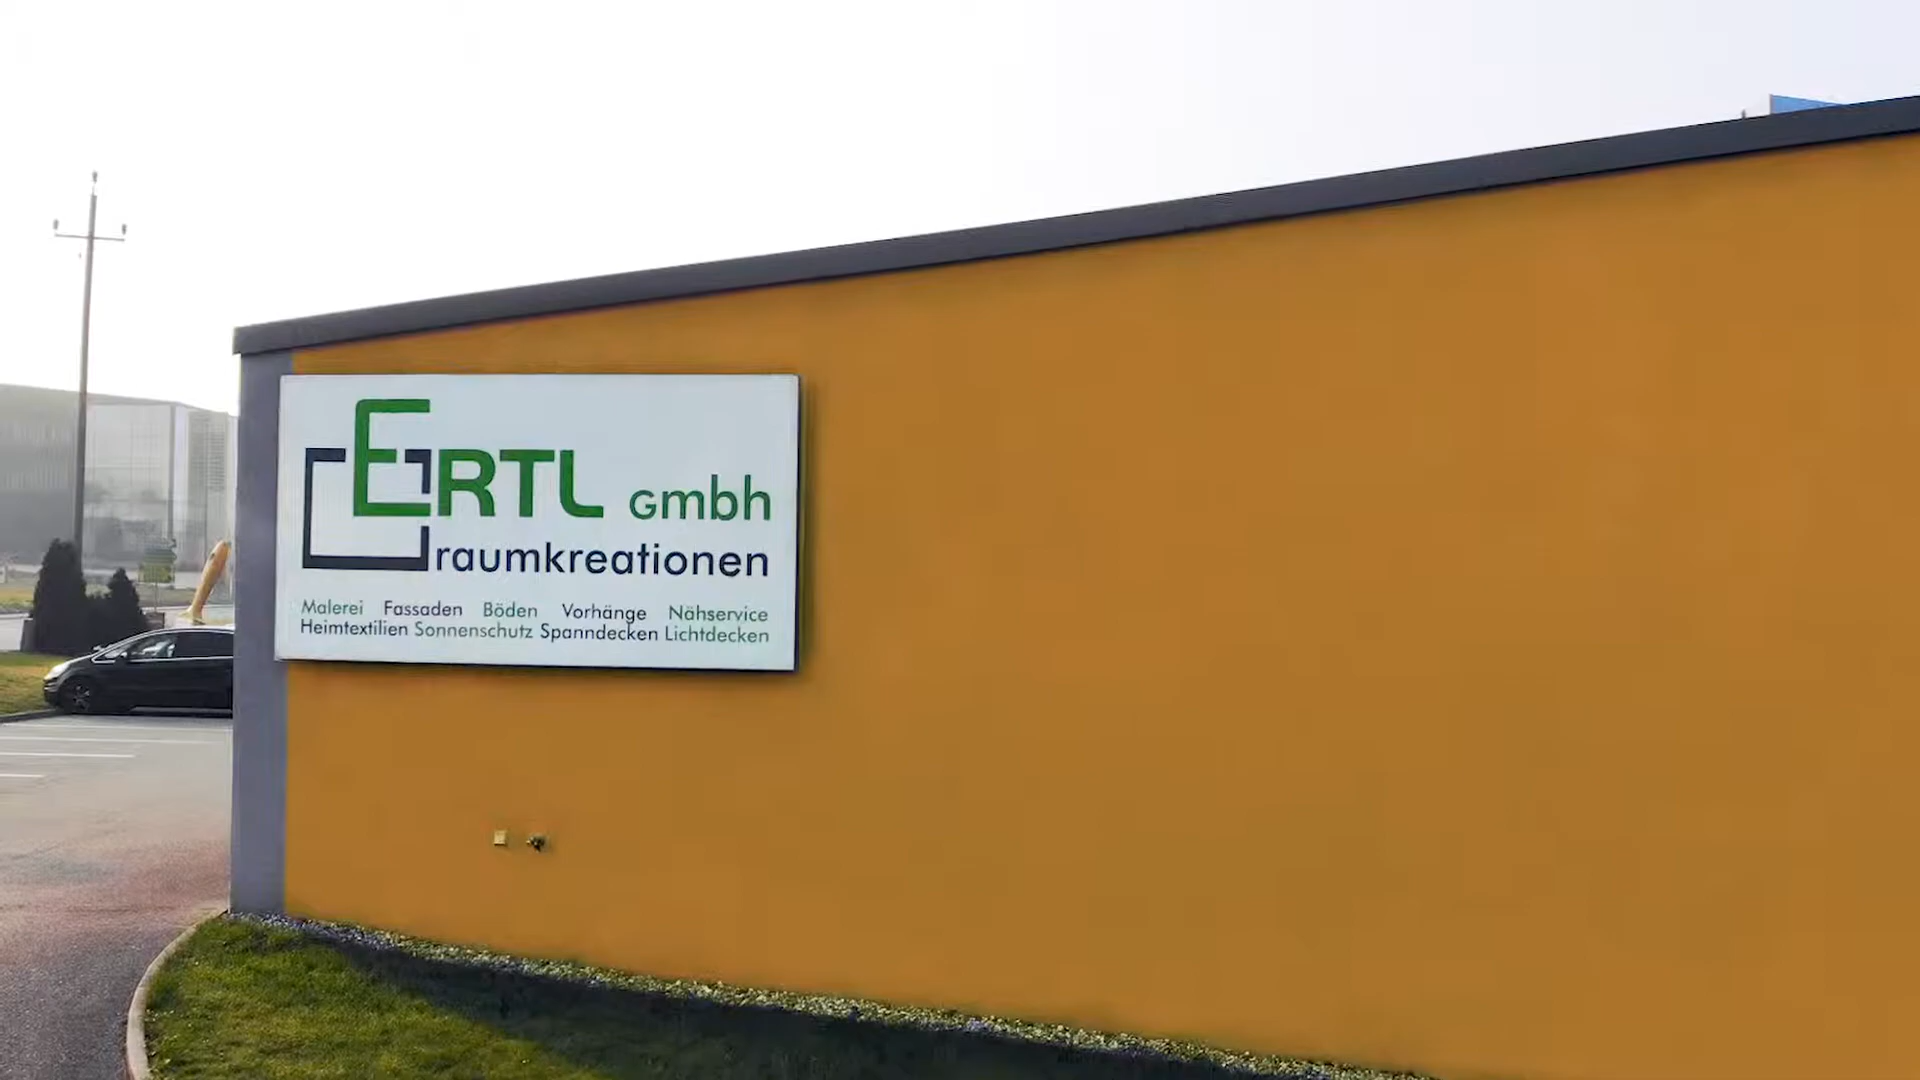 ERTL Gmbh
raumkreationen
Malerei Fassaden Böden Vorhänge Nähservice
Heimtextilien Sonnenschutz Spanndecken Lichtdecken